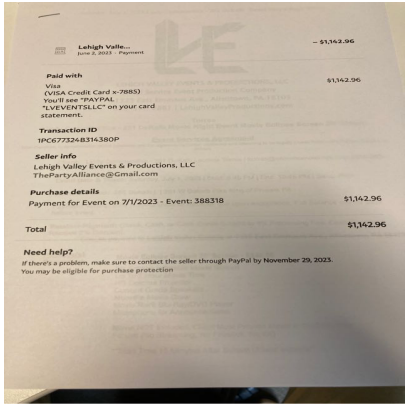 Lehigh Valle...
June 2, 2023 - Payment
– $1,142.96
Paid with
Visa
$1,142.96
(VISA Credit Card x-7885)
You'll see "PAYPAL
*LVEVENTSLLC" on your card
statement.
Transaction ID
1PC677324B314380P
Seller info
Lehigh Valley Events & Productions, LLC
ThePartyAlliance@Gmail.com
Purchase details
Payment for Event on 7/1/2023 - Event: 388318
$1,142.96
Total
$1,142.96
Need help?
If there's a problem, make sure to contact the seller through PayPal by November 29, 2023.
You may be eligible for purchase protection